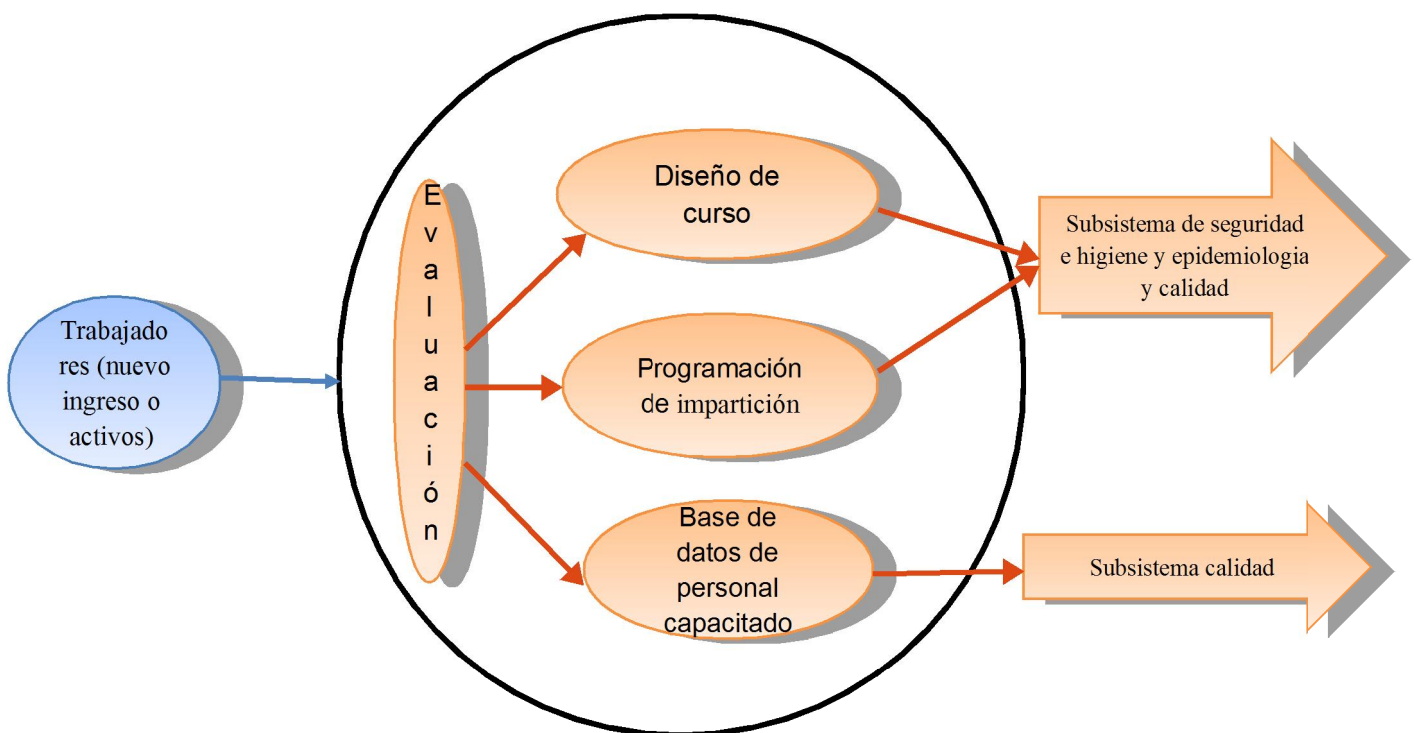 Trabajado
res (nuevo
ingreso o
activos)
E
v
a
l
u
a
c
i
ó
n
Diseño de
curso
Programación
de impartición
Base de
datos de
personal
capacitado
Subsistema de seguridad
e higiene y epidemiologia
y calidad
Subsistema calidad